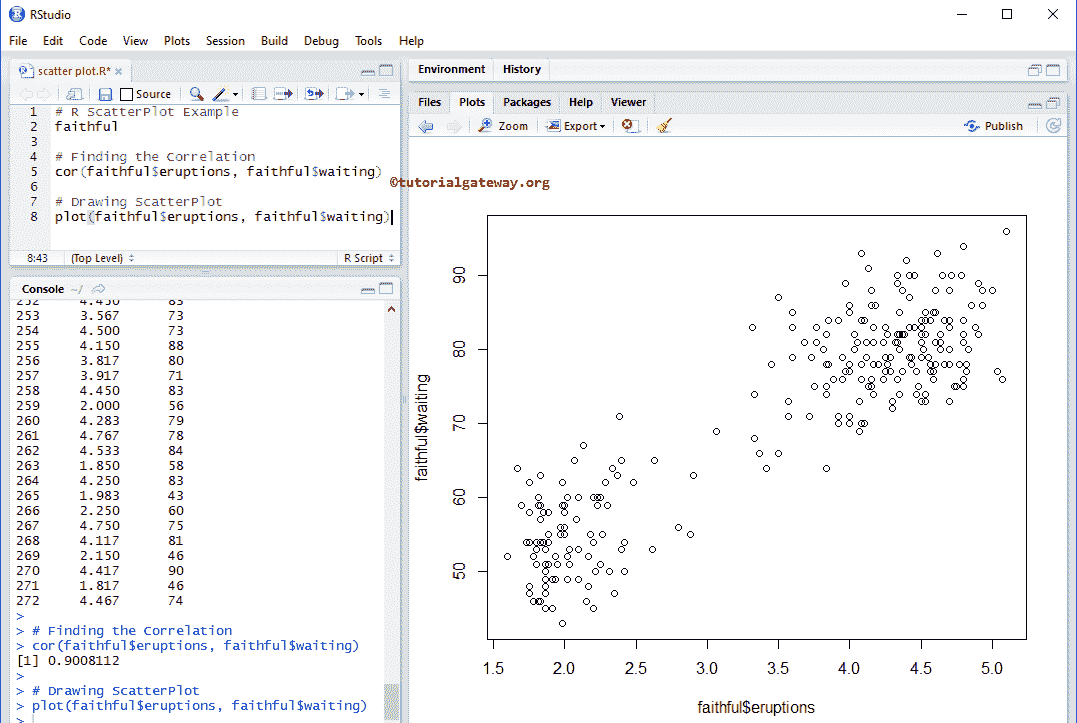 RStudio
File Edit Code View Plots Session Build Debug Tools Help
scatter plot.R*
Source
1 # R ScatterPlot Example
2 faithful
3
4 # Finding the Correlation
5 cor(faithful$eruptions, faithful$waiting)
6
7 # Drawing ScatterPlot
8 plot(faithful$eruptions, faithful$waiting)
8:43 (Top Level) R Script
Console ~/
252 4.450 83
253 3.567 73
254 4.500 73
255 4.150 88
256 3.817 80
257 3.917 71
258 4.450 83
259 2.000 56
260 4.283 79
261 4.767 78
262 4.533 84
263 1.850 58
264 4.250 83
265 1.983 43
266 2.250 60
267 4.750 75
268 4.117 81
269 2.150 46
270 4.417 90
271 1.817 46
272 4.467 74
>
> # Finding the Correlation
> cor(faithful$eruptions, faithful$waiting)
[1] 0.9008112
>
> # Drawing ScatterPlot
> plot(faithful$eruptions, faithful$waiting)
>
Environment History
Files Plots Packages Help Viewer
Zoom Export Publish
©tutorialgateway.org
faithful$waiting
90
80
70
60
50
1.5 2.0 2.5 3.0 3.5 4.0 4.5 5.0
faithful$eruptions